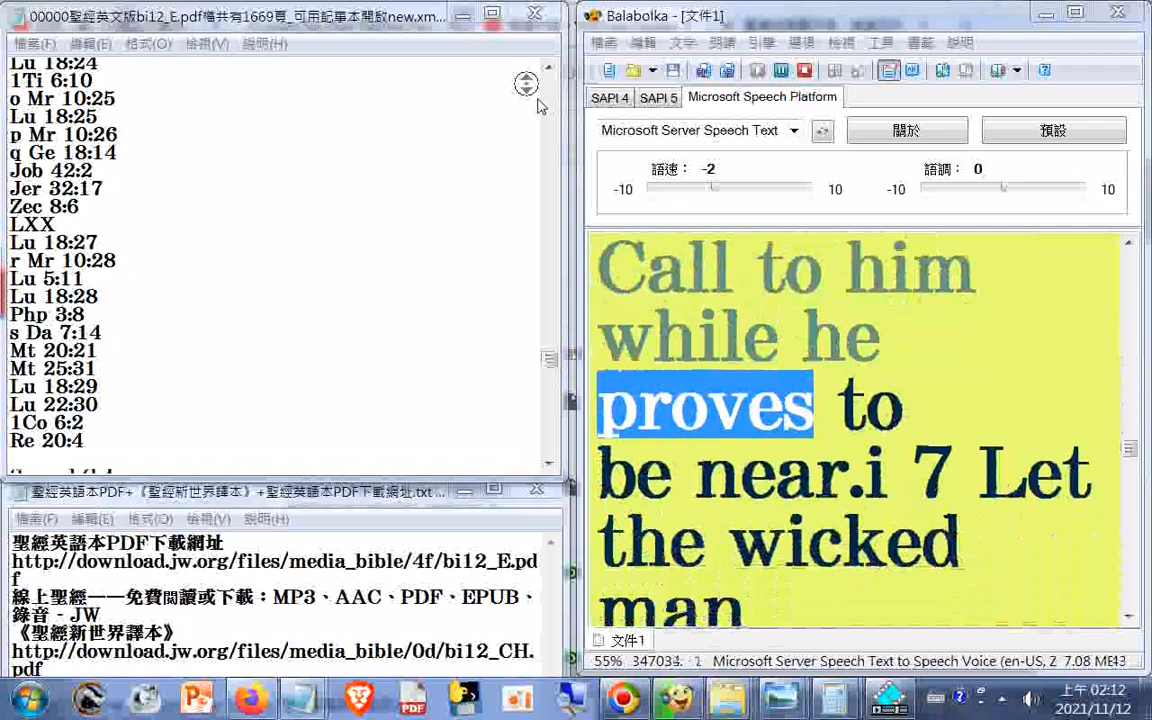 00000聖經英文版bi12_E.pdf檔共有1669頁_可用記事本開啟new.xm...
檔案(F) 編輯(E) 格式(O) 檢視(V) 說明(H)
Lu 18:24
1Ti 6:10
o Mr 10:25
Lu 18:25
p Mr 10:26
q Ge 18:14
Job 42:2
Jer 32:17
Zec 8:6
LXX
Lu 18:27
r Mr 10:28
Lu 5:11
Lu 18:28
Php 3:8
s Da 7:14
Mt 20:21
Mt 25:31
Lu 18:29
Lu 22:30
1Co 6:2
Re 20:4
聖經英語本PDF+《聖經新世界譯本》+聖經英語本PDF下載網址.txt ...
檔案(F) 編輯(E) 格式(O) 檢視(V) 說明(H)
聖經英語本PDF下載網址
http://download.jw.org/files/media_bible/4f/bi12_E.pd
f
線上聖經──免費閱讀或下載：MP3、AAC、PDF、EPUB、
錄音 - JW
《聖經新世界譯本》
http://download.jw.org/files/media_bible/0d/bi12_CH.
pdf
Balabolka - [文件1]
檔案 編輯 文字 朗讀 引擎 選項 檢視 工具 書籤 說明
SAPI 4 SAPI 5 Microsoft Speech Platform
Microsoft Server Speech Text 關於 預設
語速： -2 語調： 0
-10 10 -10 10
Call to him
while he
proves to
be near.i 7 Let
the wicked
man
文件1
55% 347034. 1 Microsoft Server Speech Text to Speech Voice (en-US, Z 7.08 ME43
上午 02:12
2021/11/12